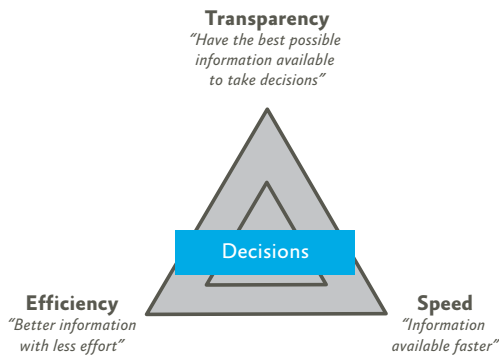 Transparency
“Have the best possible
information available
to take decisions”
Decisions
Efficiency
“Better information
with less effort”
Speed
“Information
available faster”